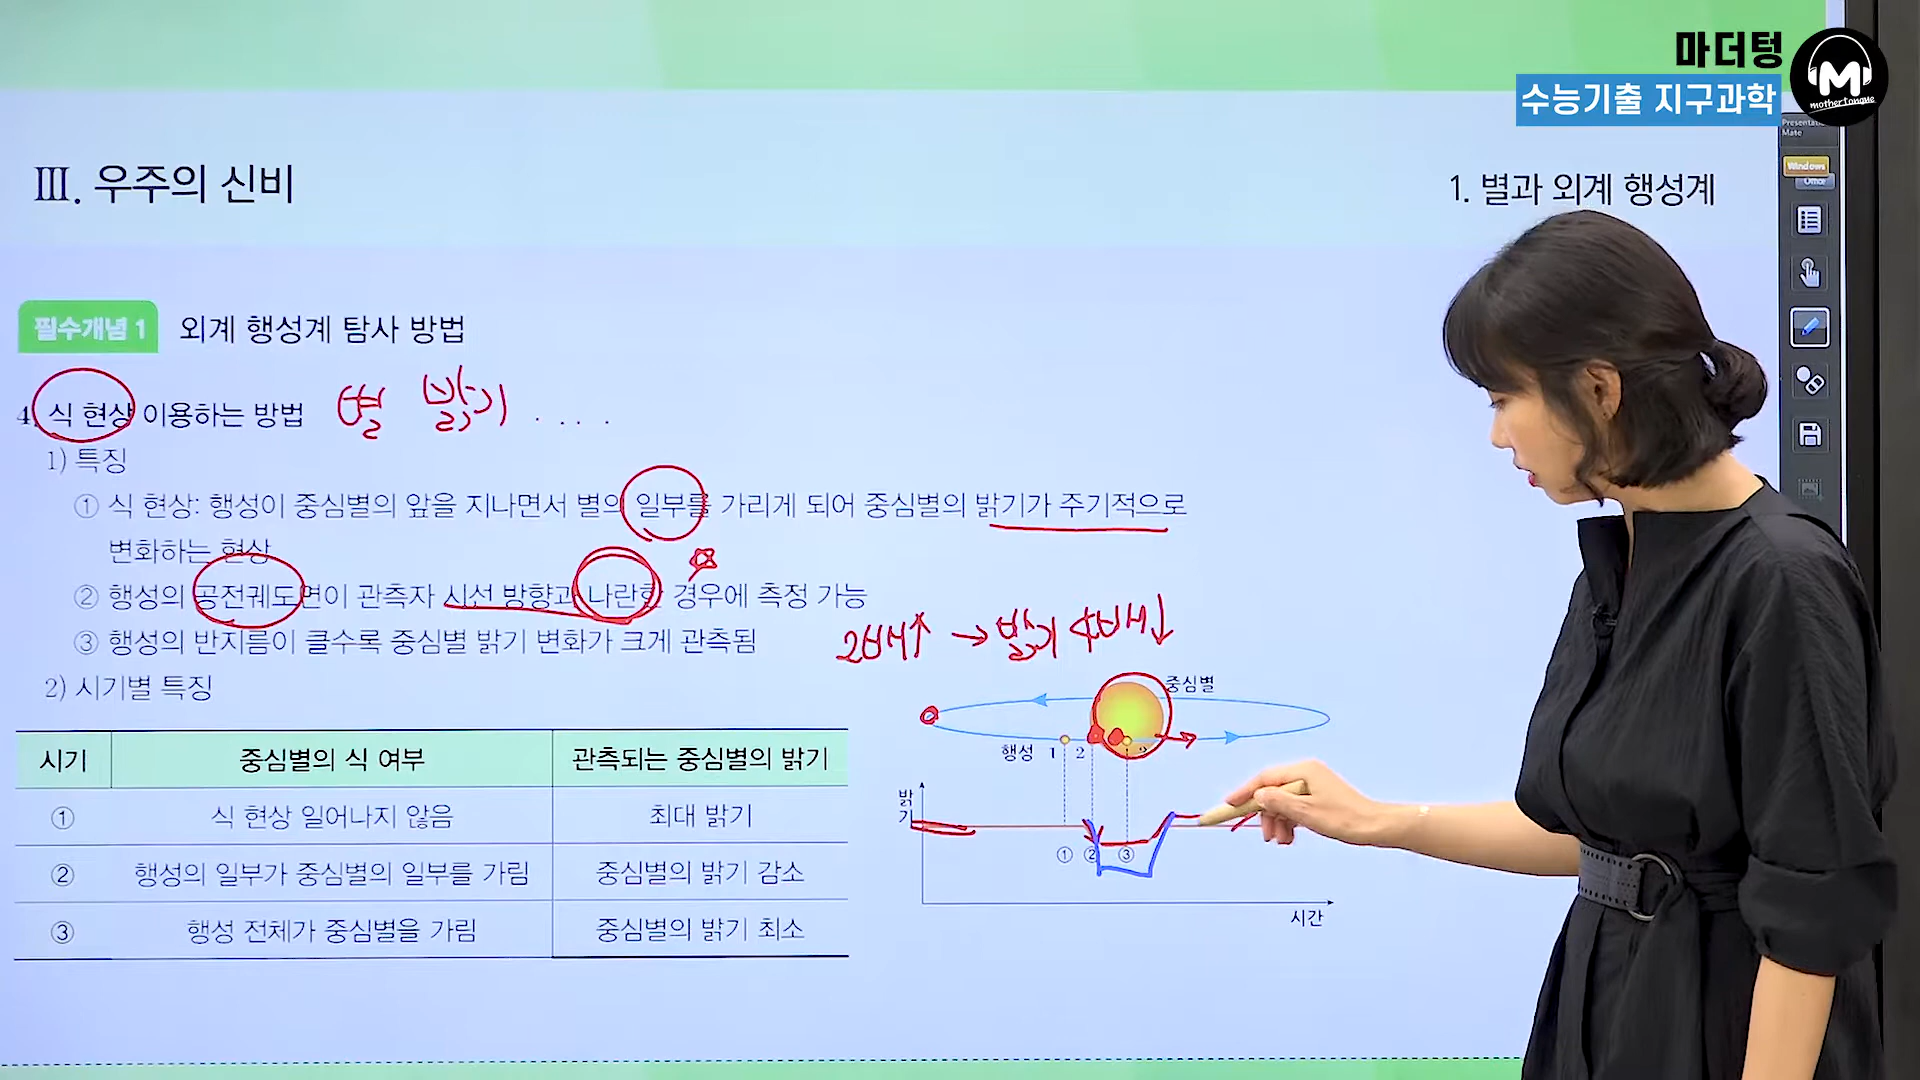 마더텅
수능기출 지구과학
mothertongue
Presentation
Mate
Windows
Office
Ⅲ. 우주의 신비
1. 별과 외계 행성계
필수개념 1 외계 행성계 탐사 방법
4. 식 현상 이용하는 방법 별 밝기 . . . .
1) 특징
① 식 현상: 행성이 중심별의 앞을 지나면서 별의 일부를 가리게 되어 중심별의 밝기가 주기적으로
변화하는 현상
② 행성의 공전궤도면이 관측자 시선 방향과 나란한 경우에 측정 가능
③ 행성의 반지름이 클수록 중심별 밝기 변화가 크게 관측됨
2배↑ → 밝기 4배↓
2) 시기별 특징
시기 중심별의 식 여부 관측되는 중심별의 밝기
① 식 현상 일어나지 않음 최대 밝기
② 행성의 일부가 중심별의 일부를 가림 중심별의 밝기 감소
③ 행성 전체가 중심별을 가림 중심별의 밝기 최소
중심별
행성 1 2 3
밝기
① ② ③
시간